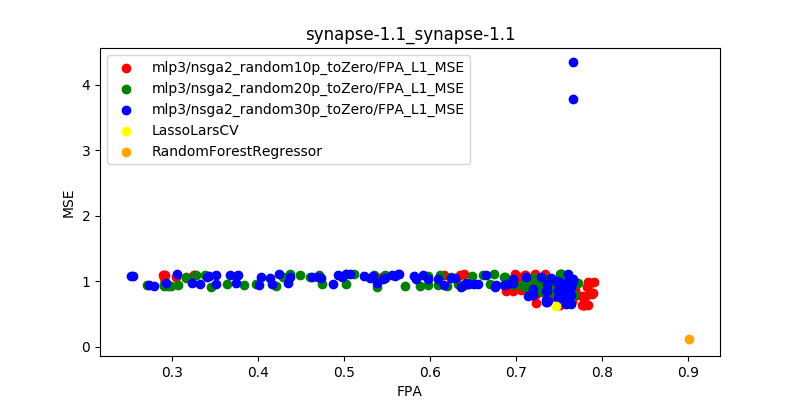 synapse-1.1_synapse-1.1
mlp3/nsga2_random10p_toZero/FPA_L1_MSE
mlp3/nsga2_random20p_toZero/FPA_L1_MSE
mlp3/nsga2_random30p_toZero/FPA_L1_MSE
LassoLarsCV
RandomForestRegressor
MSE
4
3
2
1
0
0.3 0.4 0.5 0.6 0.7 0.8 0.9
FPA